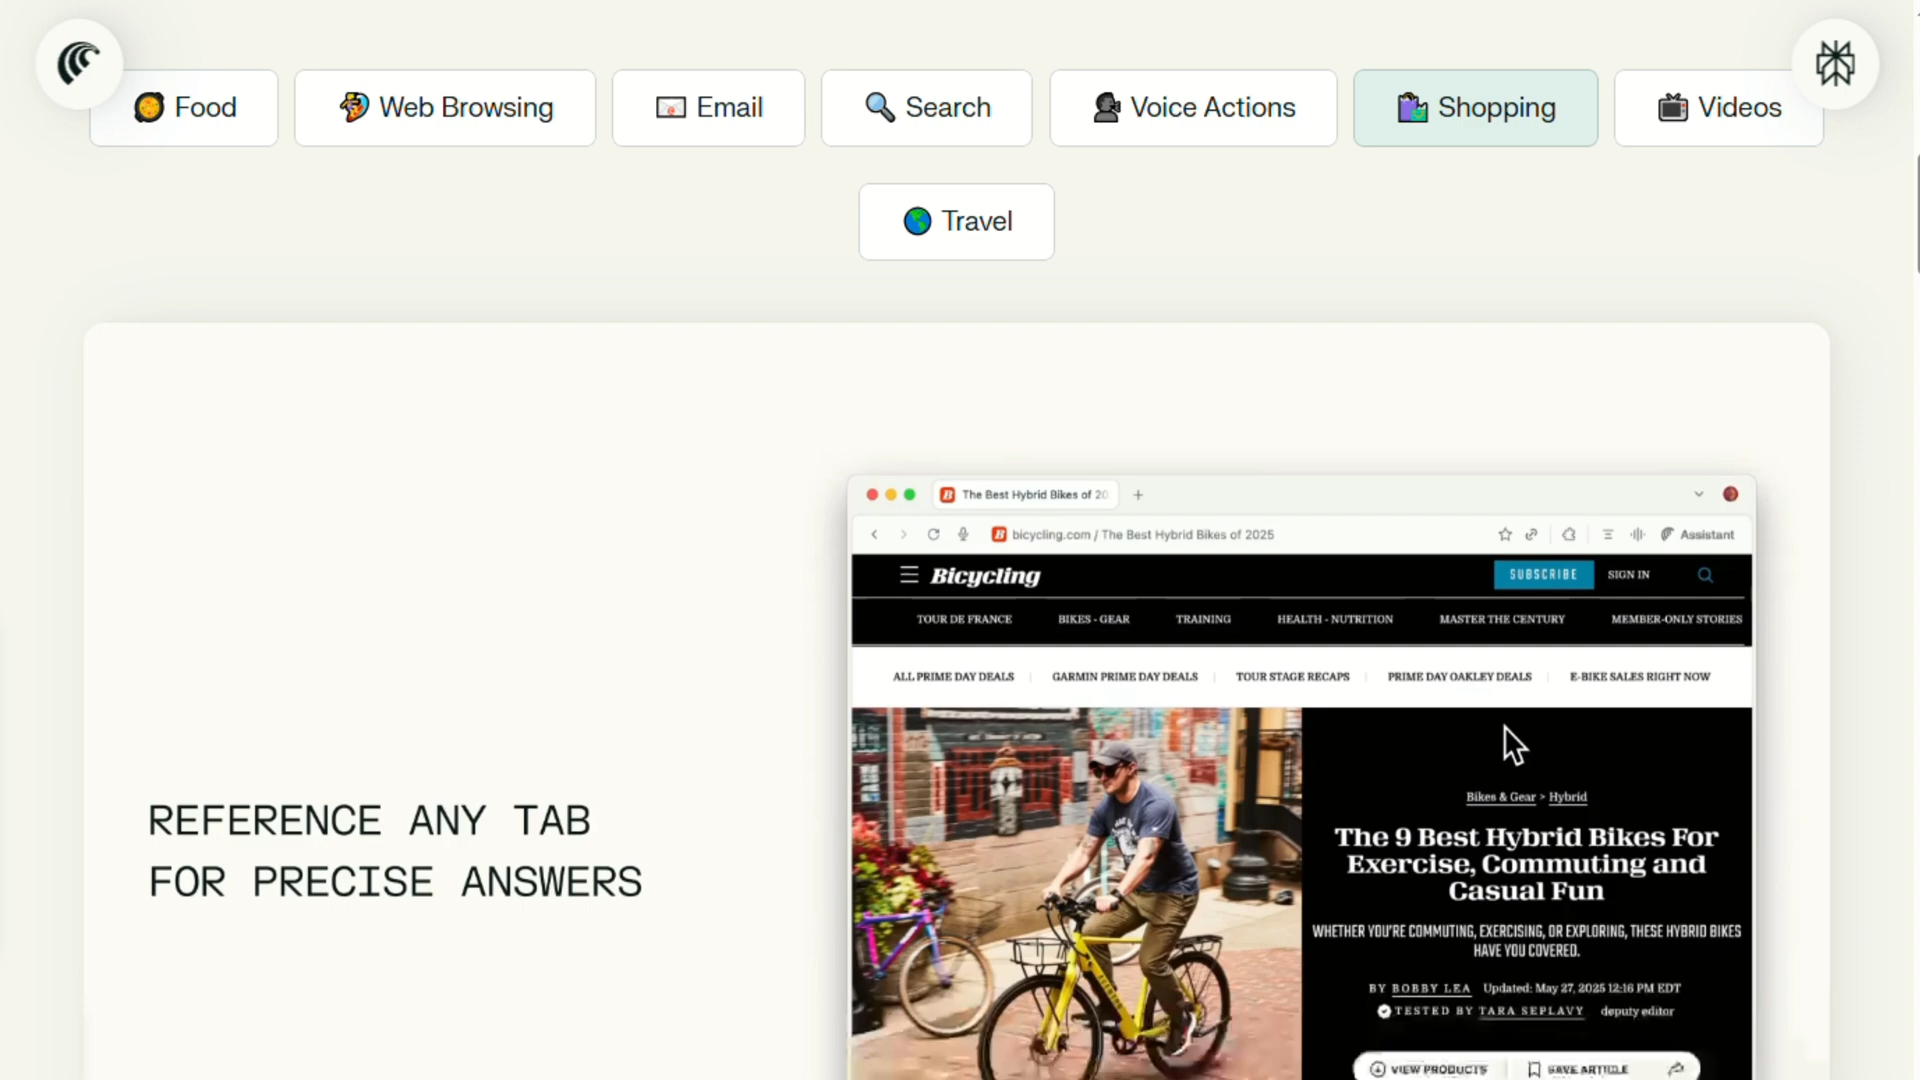 Food
Web Browsing
Email
Search
Voice Actions
Shopping
Videos
Travel
REFERENCE ANY TAB
FOR PRECISE ANSWERS
The Best Hybrid Bikes of 20
bicycling.com / The Best Hybrid Bikes of 2025
Assistant
Bicycling
SUBSCRIBE
SIGN IN
TOUR DE FRANCE
BIKES - GEAR
TRAINING
HEALTH - NUTRITION
MASTER THE CENTURY
MEMBER-ONLY STORIES
ALL PRIME DAY DEALS
GARMIN PRIME DAY DEALS
TOUR STAGE RECAPS
PRIME DAY OAKLEY DEALS
E-BIKE SALES RIGHT NOW
Bikes & Gear > Hybrid
The 9 Best Hybrid Bikes For
Exercise, Commuting and
Casual Fun
WHETHER YOU'RE COMMUTING, EXERCISING, OR EXPLORING, THESE HYBRID BIKES
HAVE YOU COVERED.
BY BOBBY LEA Updated: May 27, 2025 12:16 PM EDT
TESTED BY TARA SEPLAVY deputy editor
VIEW PRODUCTS
SAVE ARTICLE